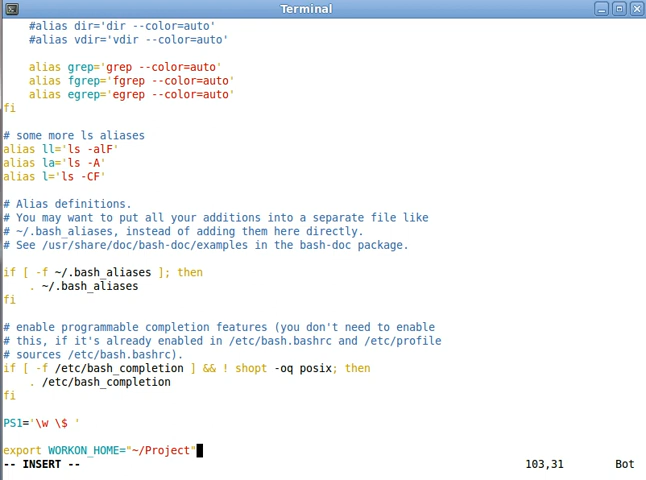 Terminal
#alias dir='dir --color=auto'
#alias vdir='vdir --color=auto'
alias grep='grep --color=auto'
alias fgrep='fgrep --color=auto'
alias egrep='egrep --color=auto'
fi
# some more ls aliases
alias ll='ls -alF'
alias la='ls -A'
alias l='ls -CF'
# Alias definitions.
# You may want to put all your additions into a separate file like
# ~/.bash_aliases, instead of adding them here directly.
# See /usr/share/doc/bash-doc/examples in the bash-doc package.
if [ -f ~/.bash_aliases ]; then
. ~/.bash_aliases
fi
# enable programmable completion features (you don't need to enable
# this, if it's already enabled in /etc/bash.bashrc and /etc/profile
# sources /etc/bash.bashrc).
if [ -f /etc/bash_completion ] && ! shopt -oq posix; then
. /etc/bash_completion
fi
PS1='\w \$ '
export WORKON_HOME="~/Project"
-- INSERT -- 103,31 Bot